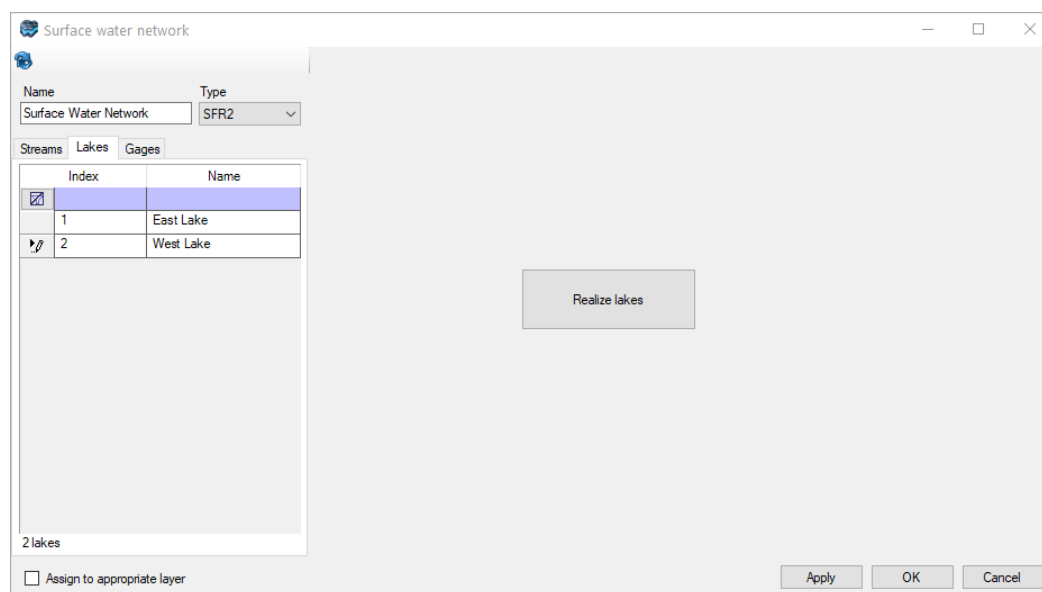 Surface water network
Name Type
Surface Water Network SFR2
Streams Lakes Gages
Index Name
1 East Lake
2 West Lake
Realize lakes
2 lakes
Assign to appropriate layer
Apply OK Cancel